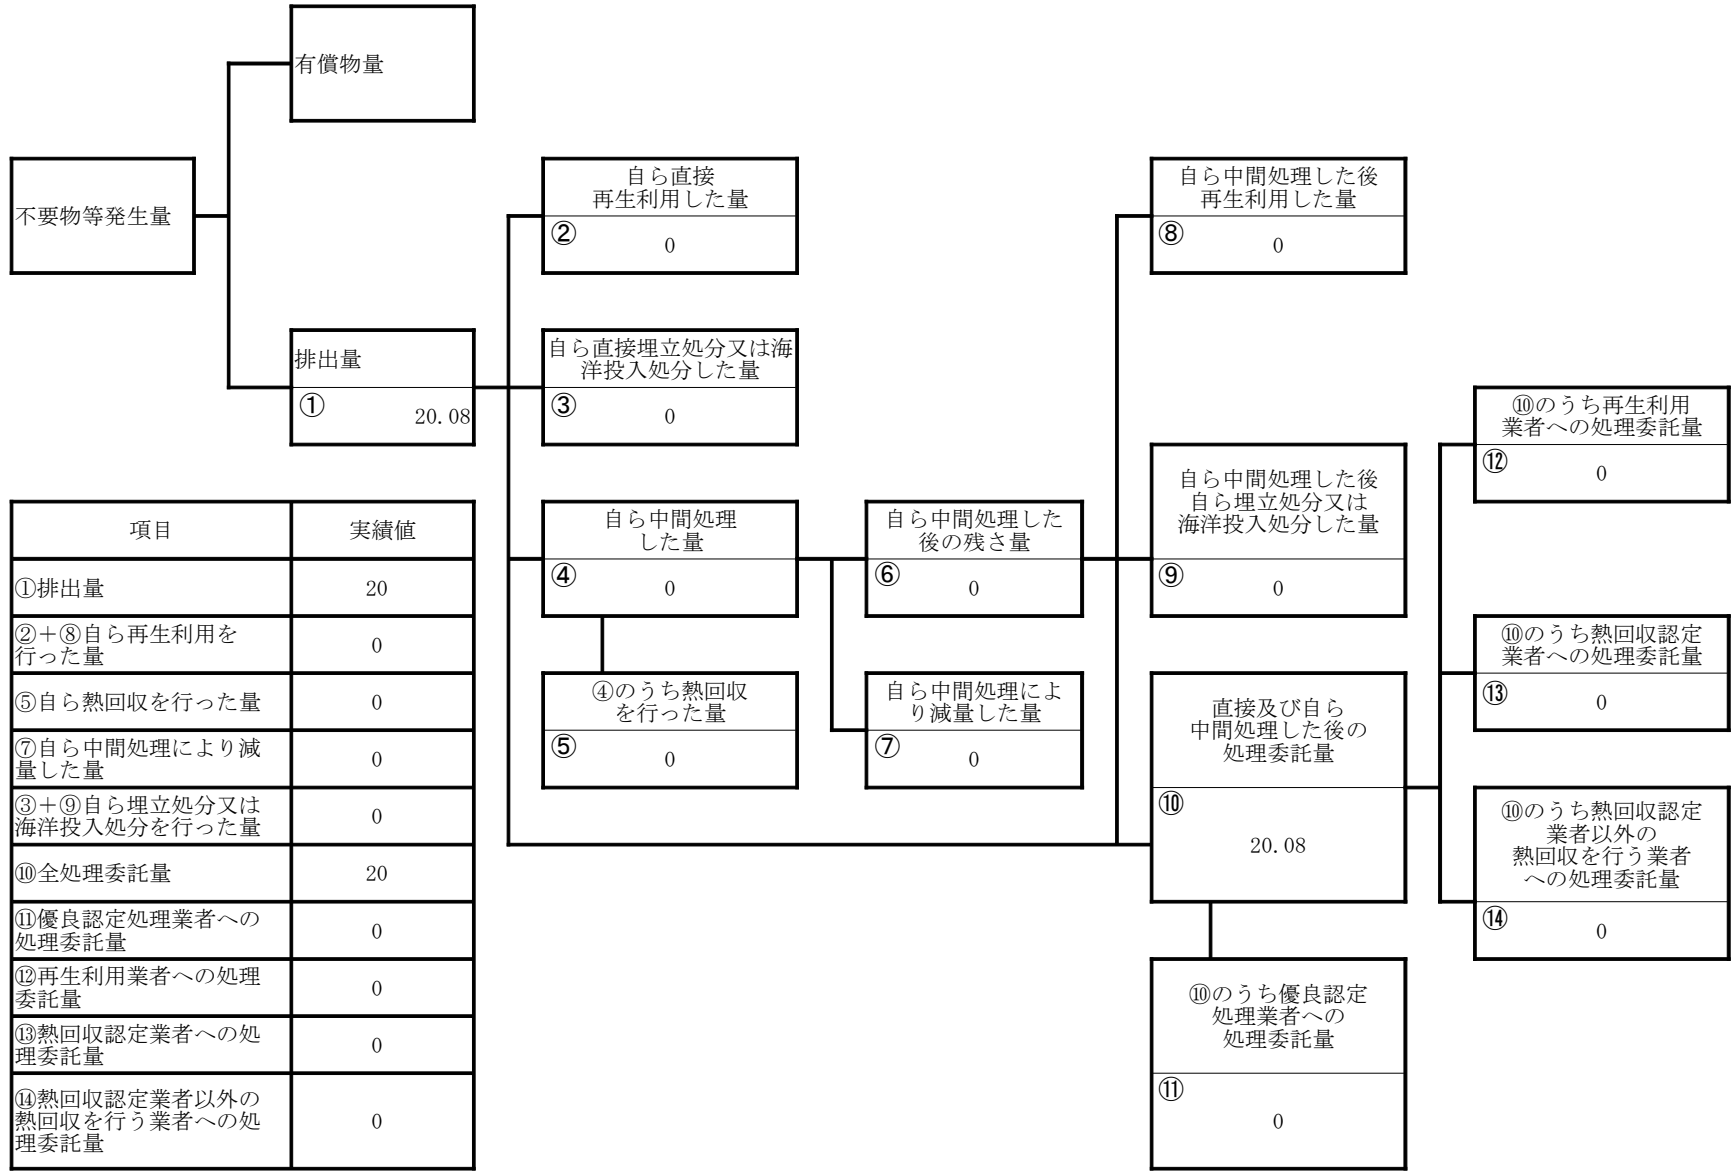 有償物量
不要物等発生量
排出量
①
20.08
自ら直接
再生利用した量
②
0
自ら直接埋立処分又は海
洋投入処分した量
③
0
自ら中間処理
した量
④
0
④のうち熱回収
を行った量
⑤
0
自ら中間処理した
後の残さ量
⑥
0
自ら中間処理によ
り減量した量
⑦
0
自ら中間処理した後
再生利用した量
⑧
0
自ら中間処理した後
自ら埋立処分又は
海洋投入処分した量
⑨
0
直接及び自ら
中間処理した後の
処理委託量
⑩
20.08
⑩のうち優良認定
処理業者への
処理委託量
⑪
0
⑩のうち再生利用
業者への処理委託量
⑫
0
⑩のうち熱回収認定
業者への処理委託量
⑬
0
⑩のうち熱回収認定
業者以外の
熱回収を行う業者
への処理委託量
⑭
0
項目 実績値
①排出量 20
②＋⑧自ら再生利用を
行った量 0
⑤自ら熱回収を行った量 0
⑦自ら中間処理により減
量した量 0
③＋⑨自ら埋立処分又は
海洋投入処分を行った量 0
⑩全処理委託量 20
⑪優良認定処理業者への
処理委託量 0
⑫再生利用業者への処理
委託量 0
⑬熱回収認定業者への処
理委託量 0
⑭熱回収認定業者以外の
熱回収を行う業者への処
理委託量 0